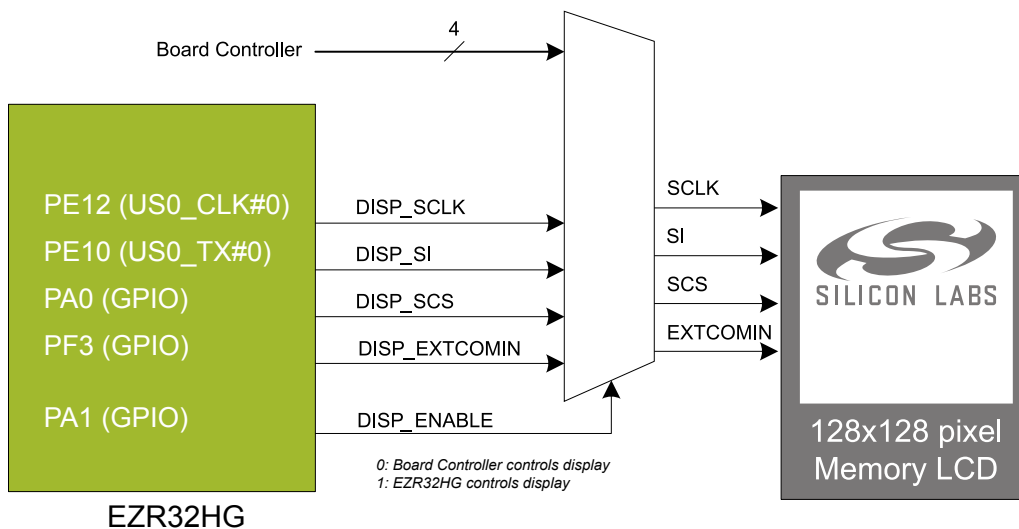 4
Board Controller
PE12 (US0_CLK#0)
DISP_SCLK
SCLK
PE10 (US0_TX#0)
DISP_SI
SI
PA0 (GPIO)
DISP_SCS
SCS
SILICON LABS
PF3 (GPIO)
DISP_EXTCOMIN
EXTCOMIN
PA1 (GPIO)
DISP_ENABLE
128x128 pixel
Memory LCD
0: Board Controller controls display
1: EZR32HG controls display
EZR32HG